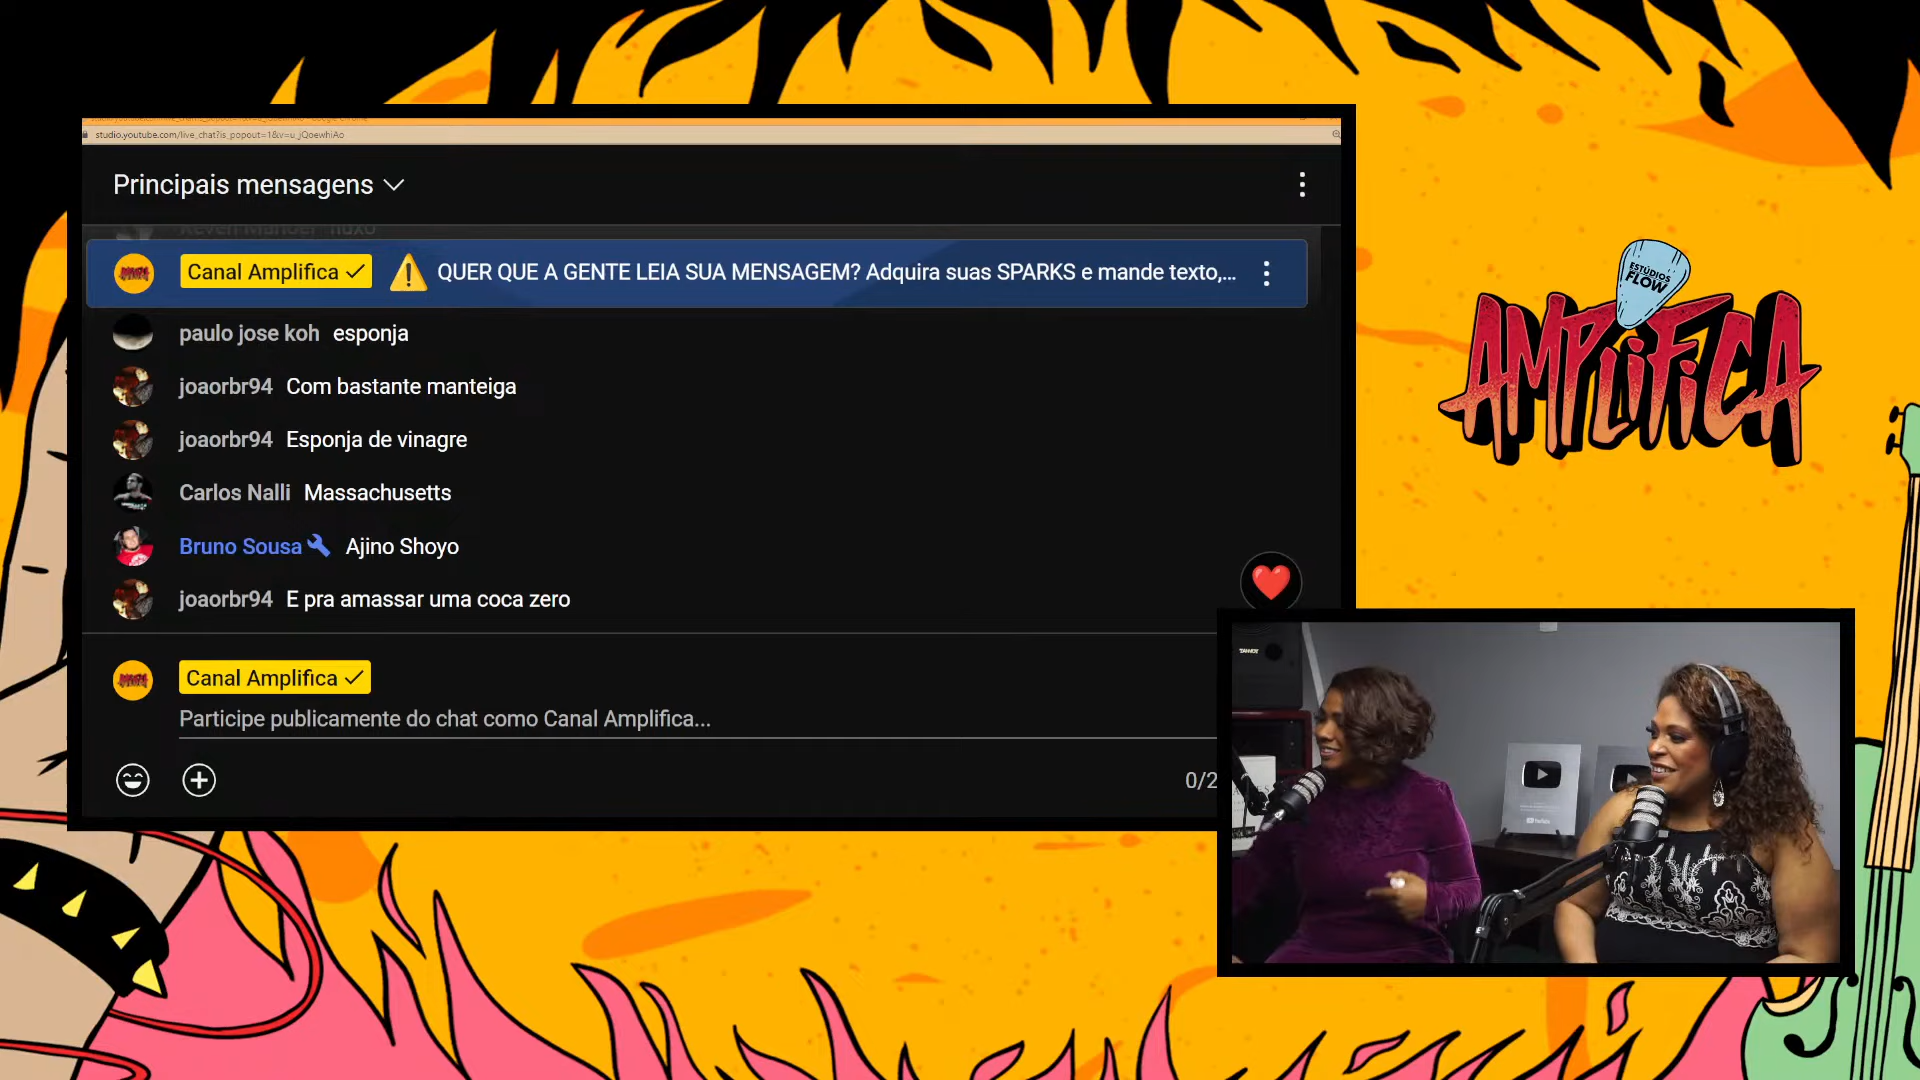 studio.youtube.com/live_chat?is_popout=1&v=u_jQoewhiAo
Principais mensagens
Canal Amplifica QUER QUE A GENTE LEIA SUA MENSAGEM? Adquira suas SPARKS e mande texto,...
paulo jose koh esponja
joaorbr94 Com bastante manteiga
joaorbr94 Esponja de vinagre
Carlos Nalli Massachusetts
Bruno Sousa Ajino Shoyo
joaorbr94 E pra amassar uma coca zero
Canal Amplifica
Participe publicamente do chat como Canal Amplifica...
0/2
ESTÚDIOS
FLOW
AMPLIFICA
TANNOY